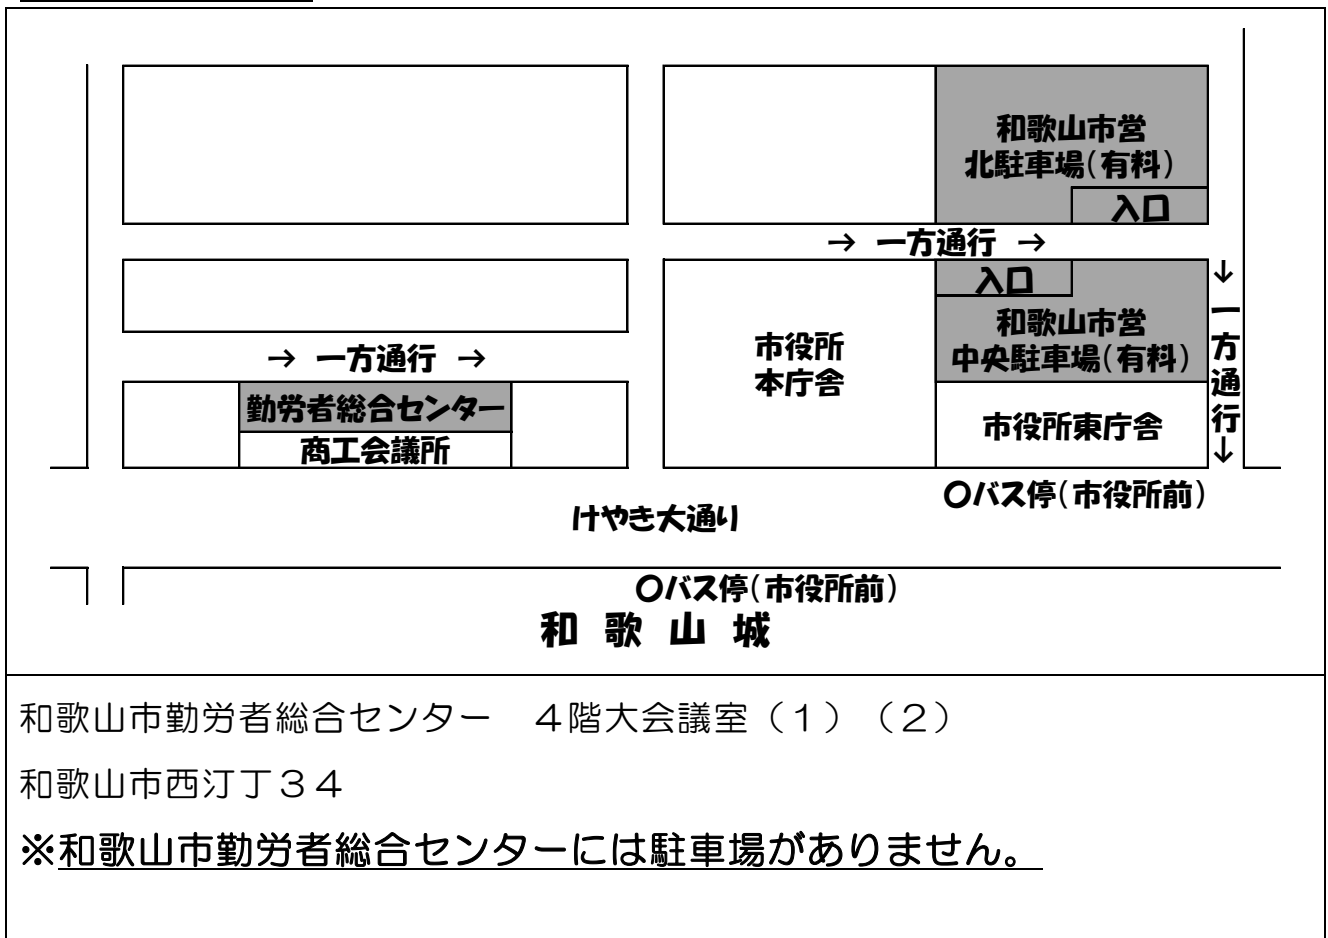 和歌山市営
北駐車場(有料)
入口
→ 一方通行 →
入口
和歌山市営
中央駐車場(有料)
↓一方通行↓
市役所
本庁舎
→ 一方通行 →
勤労者総合センター
商工会議所
市役所東庁舎
〇バス停(市役所前)
けやき大通り
〇バス停(市役所前)
和 歌 山 城
和歌山市勤労者総合センター　４階大会議室（１）（２）
和歌山市西汀丁３４
※和歌山市勤労者総合センターには駐車場がありません。